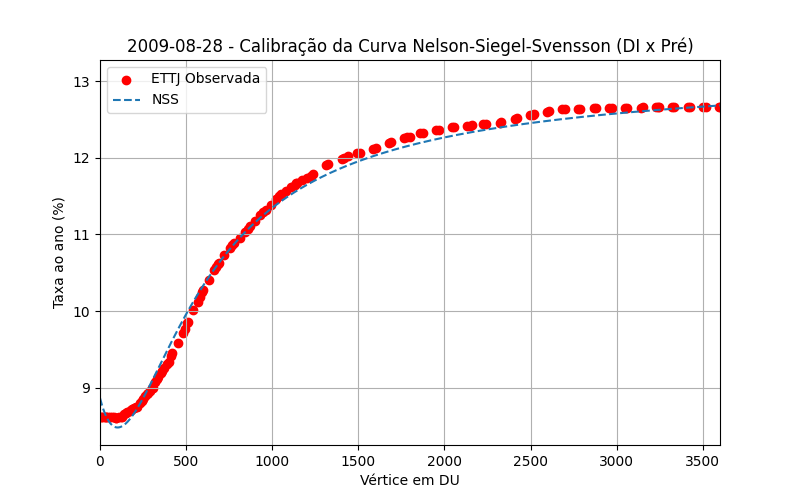 2009-08-28 - Calibração da Curva Nelson-Siegel-Svensson (DI x Pré)
ETTJ Observada
NSS
Taxa ao ano (%)
13
12
11
10
9
0 500 1000 1500 2000 2500 3000 3500
Vértice em DU